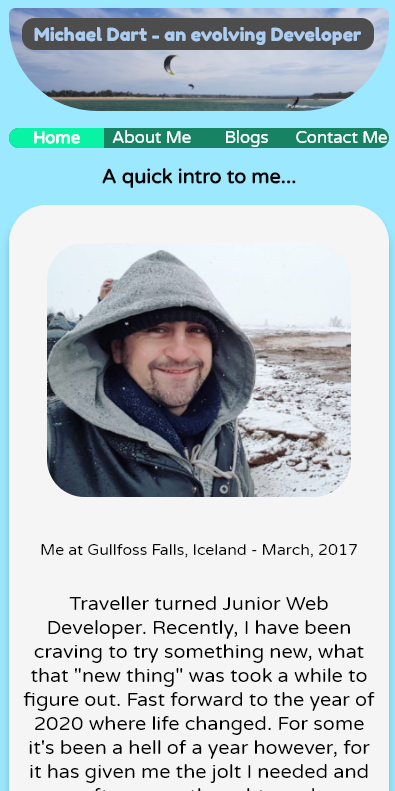 Michael Dart - an evolving Developer
Home About Me Blogs Contact Me
A quick intro to me...
Me at Gullfoss Falls, Iceland - March, 2017
Traveller turned Junior Web
Developer. Recently, I have been
craving to try something new, what
that "new thing" was took a while to
figure out. Fast forward to the year of
2020 where life changed. For some
it's been a hell of a year however, for
it has given me the jolt I needed and